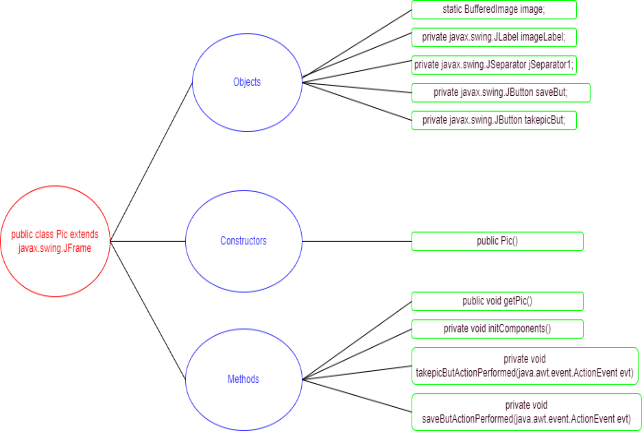 static BufferedImage image;
private javax.swing.JLabel imageLabel;
private javax.swing.JSeparator jSeparator1;
private javax.swing.JButton saveBut;
private javax.swing.JButton takepicBut;
Objects
public class Pic extends
javax.swing.JFrame
Constructors
public Pic()
public void getPic()
private void initComponents()
private void
takepicButActionPerformed(java.awt.event.ActionEvent evt)
Methods
private void
saveButActionPerformed(java.awt.event.ActionEvent evt)